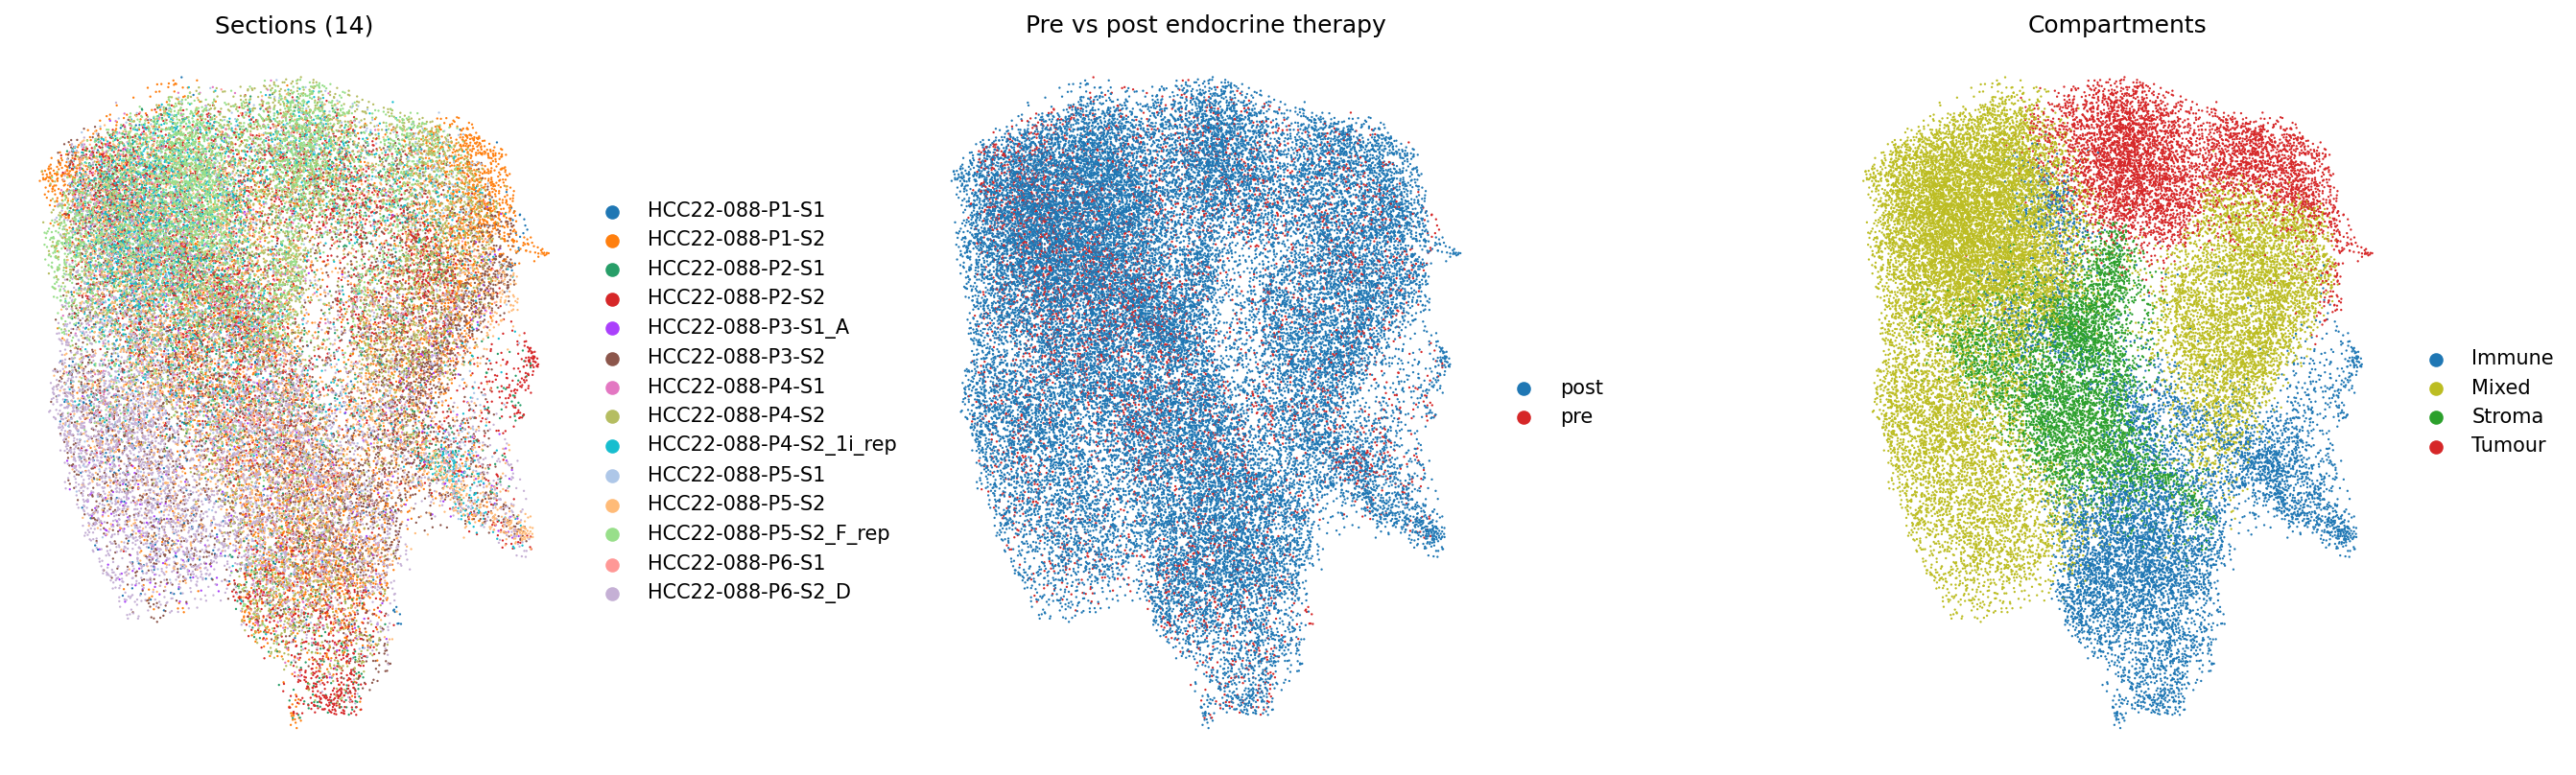 Sections (14)
HCC22-088-P1-S1
HCC22-088-P1-S2
HCC22-088-P2-S1
HCC22-088-P2-S2
HCC22-088-P3-S1_A
HCC22-088-P3-S2
HCC22-088-P4-S1
HCC22-088-P4-S2
HCC22-088-P4-S2_1i_rep
HCC22-088-P5-S1
HCC22-088-P5-S2
HCC22-088-P5-S2_F_rep
HCC22-088-P6-S1
HCC22-088-P6-S2_D
Pre vs post endocrine therapy
post
pre
Compartments
Immune
Mixed
Stroma
Tumour